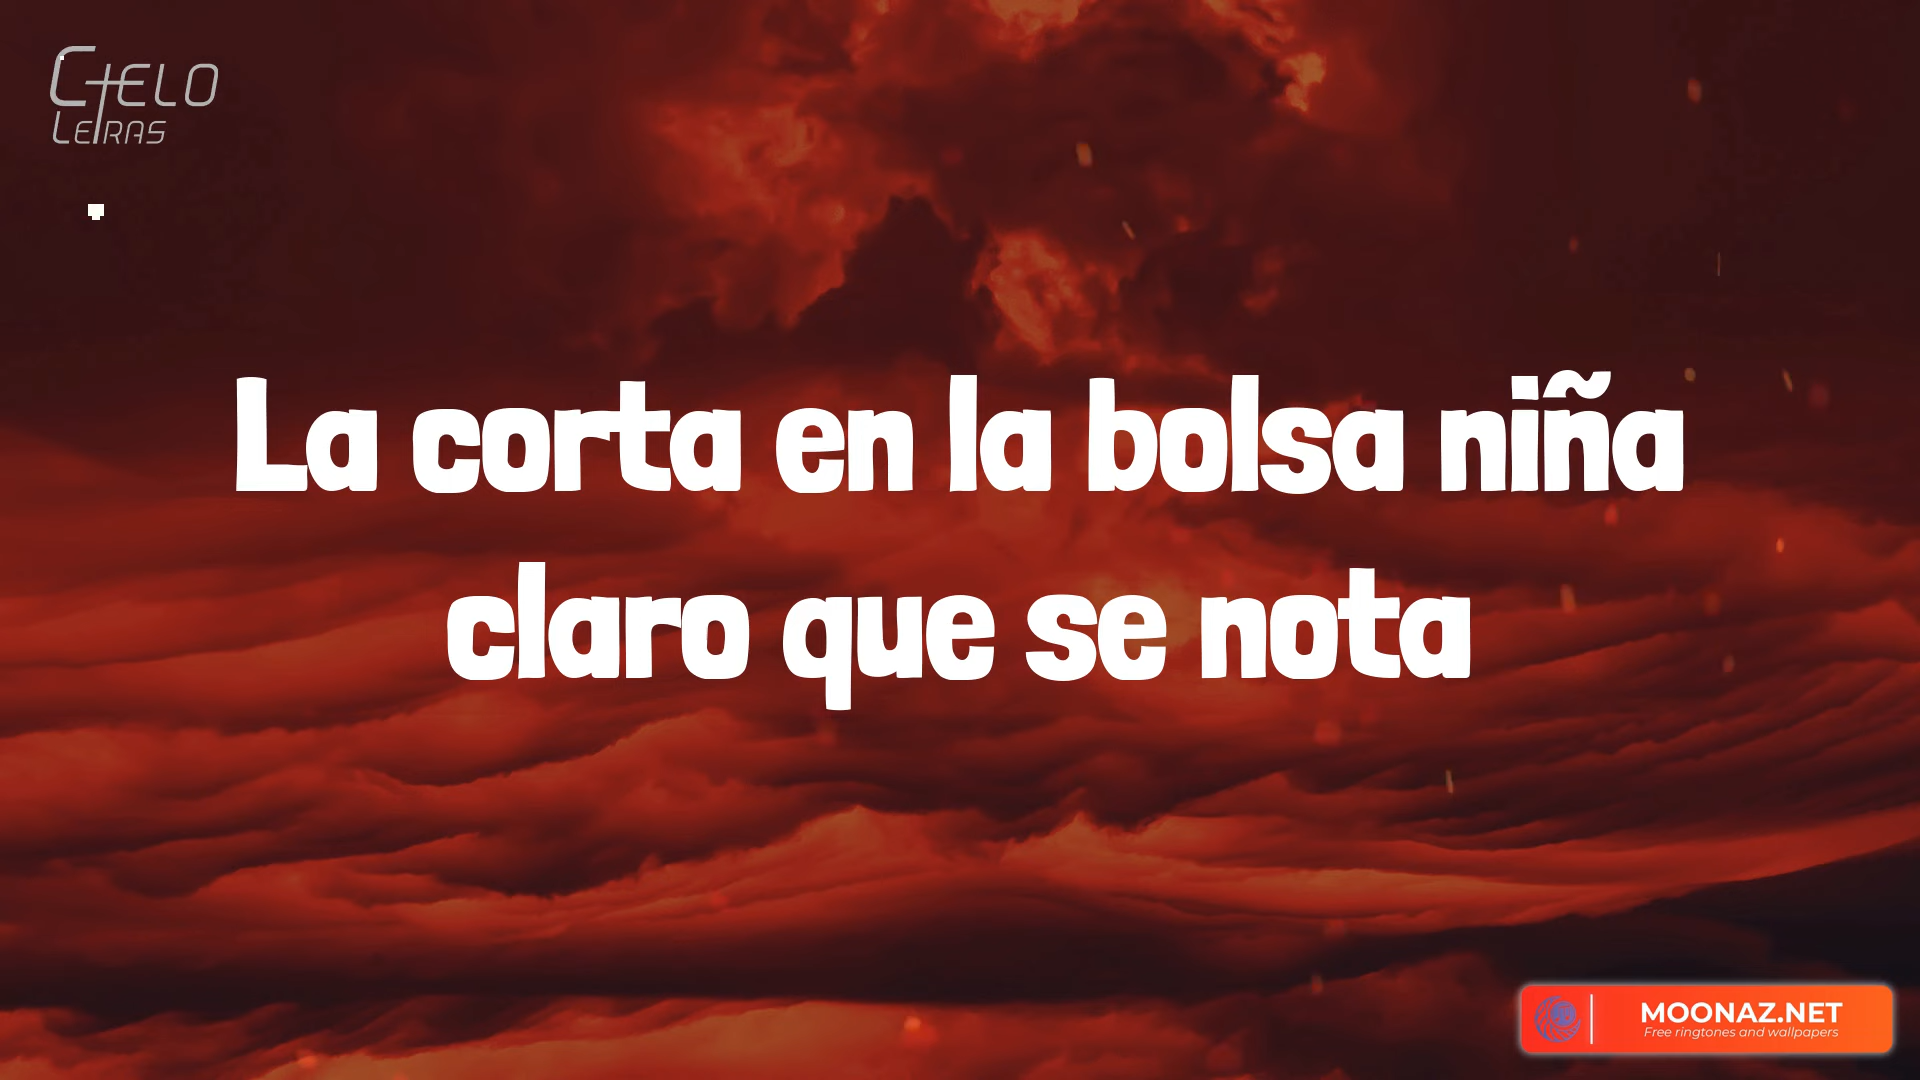 CIELO
LETRAS
La corta en la bolsa niña
claro que se nota
MOONAZ.NET
Free ringtones and wallpapers